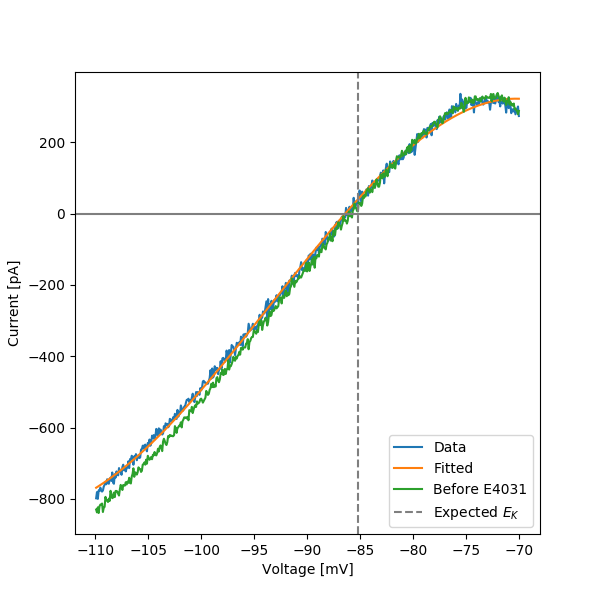 200
0
−200
−400
−600
−800
Current [pA]
−110 −105 −100 −95 −90 −85 −80 −75 −70
Voltage [mV]
Data
Fitted
Before E4031
Expected E_K